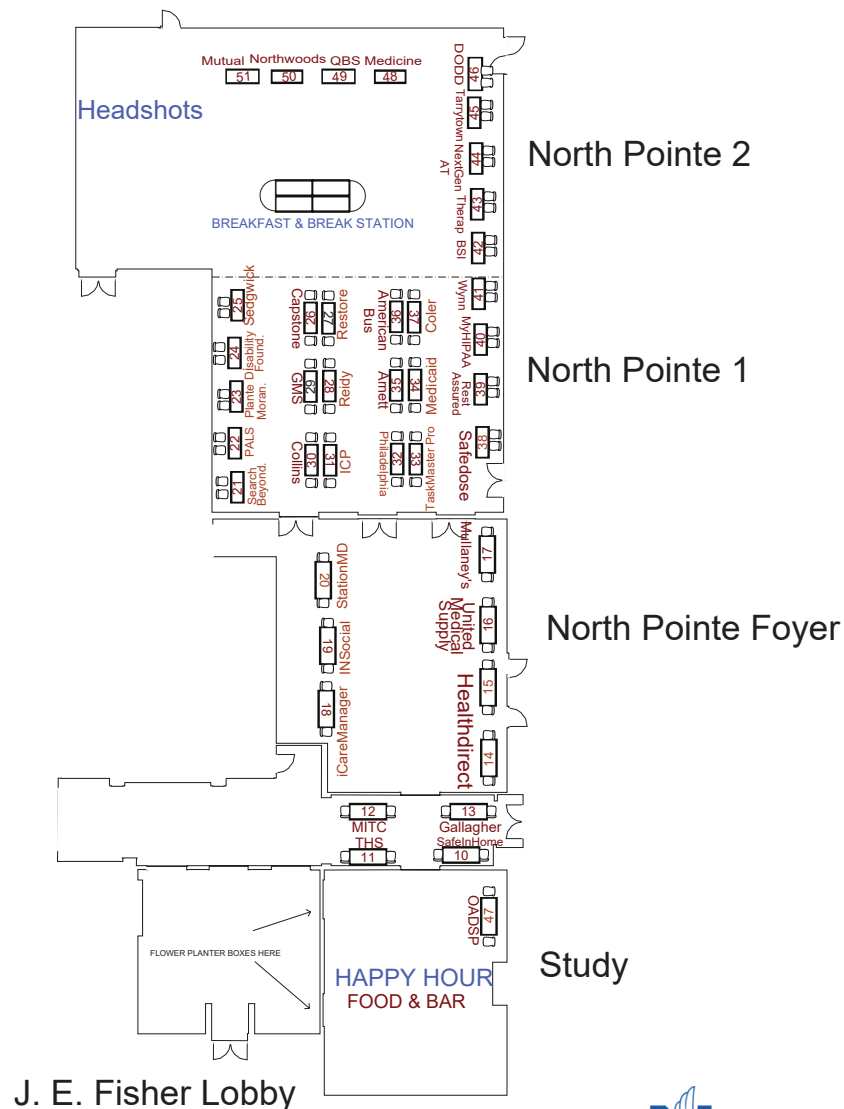 Mutual Northwoods QBS Medicine
51 50 49 48
Headshots
DODD
46
Tarrytown
45
NextGen
AT
44
Therap
43
BSI
42
North Pointe 2
BREAKFAST & BREAK STATION
Sedgwick
25
Disability
Found.
24
Plante
Moran.
23
PALS
22
Search
Beyond.
21
Capstone
26
27
Restore
GMS
29
28
Reidy
Collins
30
31
ICP
American
Bus
36
37
Coler
Arnett
35
34
Medicaid
Philadelphia
32
33
TaskMaster Pro
Wynn
41
MyHIPAA
40
Rest
Assured
39
Safedose
38
North Pointe 1
20
StationMD
19
INSocial
18
iCareManager
Mullaney's
17
United
Medical
Supply
16
Healthdirect
15
14
North Pointe Foyer
12
MITC
THS
11
13
Gallagher
SafeInHome
10
OADSP
47
FLOWER PLANTER BOXES HERE
HAPPY HOUR
FOOD & BAR
Study
J. E. Fisher Lobby